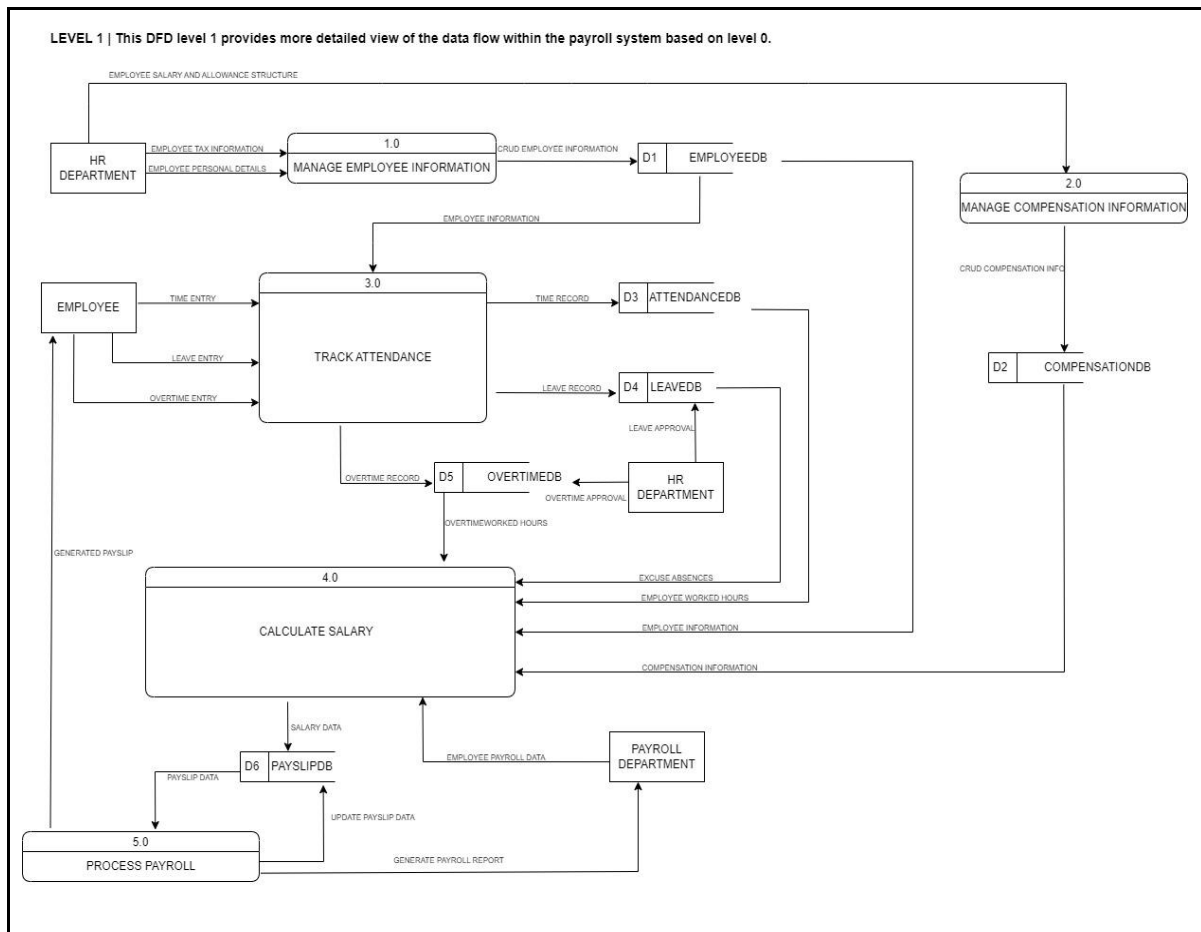 LEVEL 1 | This DFD level 1 provides more detailed view of the data flow within the payroll system based on level 0.
EMPLOYEE SALARY AND ALLOWANCE STRUCTURE
HR
DEPARTMENT
EMPLOYEE TAX INFORMATION
EMPLOYEE PERSONAL DETAILS
1.0
MANAGE EMPLOYEE INFORMATION
CRUD EMPLOYEE INFORMATION
D1
EMPLOYEEDB
2.0
MANAGE COMPENSATION INFORMATION
EMPLOYEE INFORMATION
CRUD COMPENSATION INFO
EMPLOYEE
TIME ENTRY
LEAVE ENTRY
OVERTIME ENTRY
3.0
TRACK ATTENDANCE
TIME RECORD
D3
ATTENDANCEDB
LEAVE RECORD
D4
LEAVEDB
D2
COMPENSATIONDB
LEAVE APPROVAL
OVERTIME RECORD
D5
OVERTIMEDB
OVERTIME APPROVAL
HR
DEPARTMENT
OVERTIMEWORKED HOURS
GENERATED PAYSLIP
4.0
CALCULATE SALARY
EXCUSE ABSENCES
EMPLOYEE WORKED HOURS
EMPLOYEE INFORMATION
COMPENSATION INFORMATION
SALARY DATA
D6
PAYSLIPDB
EMPLOYEE PAYROLL DATA
PAYROLL
DEPARTMENT
PAYSLIP DATA
UPDATE PAYSLIP DATA
5.0
PROCESS PAYROLL
GENERATE PAYROLL REPORT